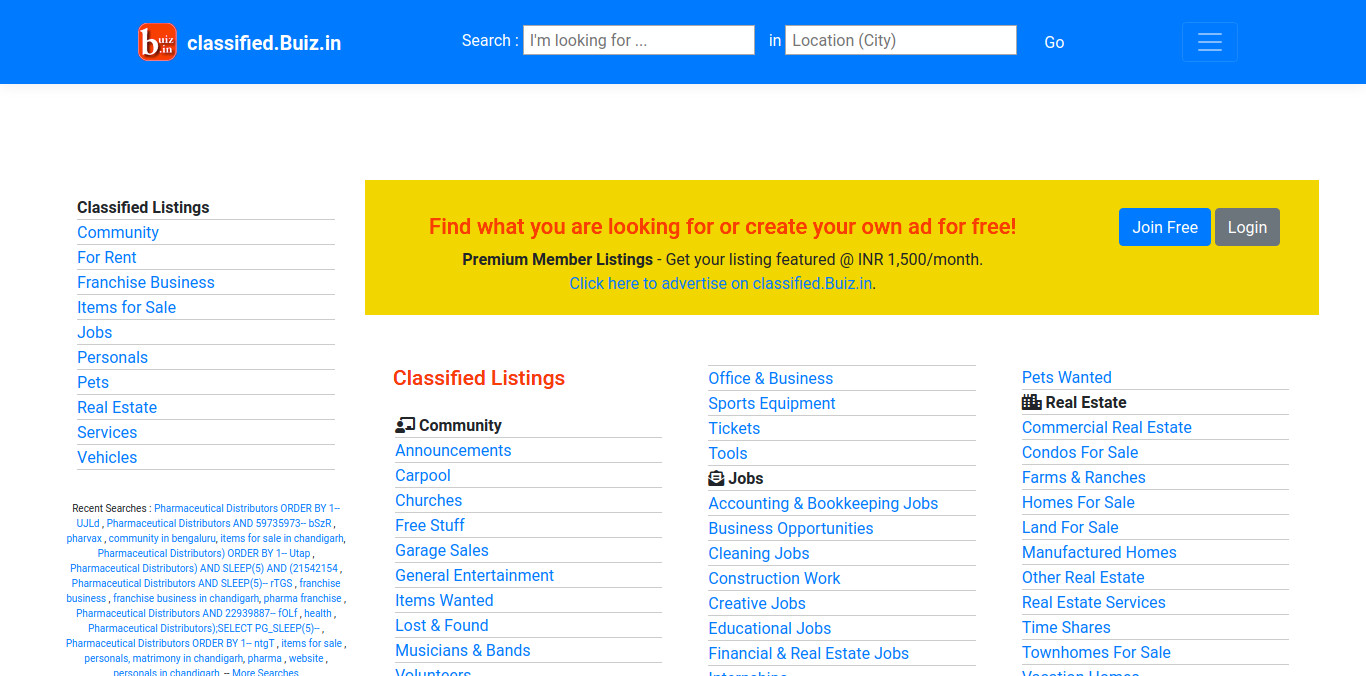 buiz.in
classified.Buiz.in
Search : I'm looking for ... in Location (City) Go
Classified Listings
Community
For Rent
Franchise Business
Items for Sale
Jobs
Personals
Pets
Real Estate
Services
Vehicles
Recent Searches : Pharmaceutical Distributors ORDER BY 1--
UJLd , Pharmaceutical Distributors AND 59735973-- bSzR ,
pharvax , community in bengaluru, items for sale in chandigarh,
Pharmaceutical Distributors) ORDER BY 1-- Utap ,
Pharmaceutical Distributors) AND SLEEP(5) AND (21542154 ,
Pharmaceutical Distributors AND SLEEP(5)-- rTGS , franchise
business , franchise business in chandigarh, pharma franchise ,
Pharmaceutical Distributors AND 22939887-- fOLf , health ,
Pharmaceutical Distributors);SELECT PG_SLEEP(5)-- ,
Pharmaceutical Distributors ORDER BY 1-- ntgT , items for sale ,
personals, matrimony in chandigarh, pharma , website ,
personals in chandigarh, -- More Searches
Find what you are looking for or create your own ad for free!
Premium Member Listings - Get your listing featured @ INR 1,500/month.
Click here to advertise on classified.Buiz.in.
Join Free
Login
Classified Listings
Community
Announcements
Carpool
Churches
Free Stuff
Garage Sales
General Entertainment
Items Wanted
Lost & Found
Musicians & Bands
Volunteers
Office & Business
Sports Equipment
Tickets
Tools
Jobs
Accounting & Bookkeeping Jobs
Business Opportunities
Cleaning Jobs
Construction Work
Creative Jobs
Educational Jobs
Financial & Real Estate Jobs
Internships
Pets Wanted
Real Estate
Commercial Real Estate
Condos For Sale
Farms & Ranches
Homes For Sale
Land For Sale
Manufactured Homes
Other Real Estate
Real Estate Services
Time Shares
Townhomes For Sale
Vacation Homes